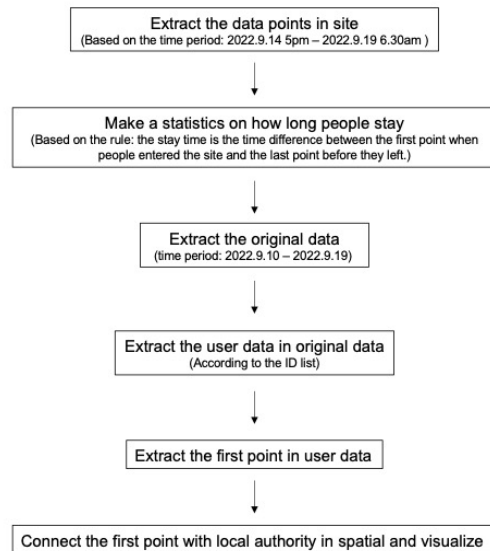 Extract the data points in site
(Based on the time period: 2022.9.14 5pm – 2022.9.19 6.30am )
Make a statistics on how long people stay
(Based on the rule: the stay time is the time difference between the first point when
people entered the site and the last point before they left.)
Extract the original data
(time period: 2022.9.10 – 2022.9.19)
Extract the user data in original data
(According to the ID list)
Extract the first point in user data
Connect the first point with local authority in spatial and visualize